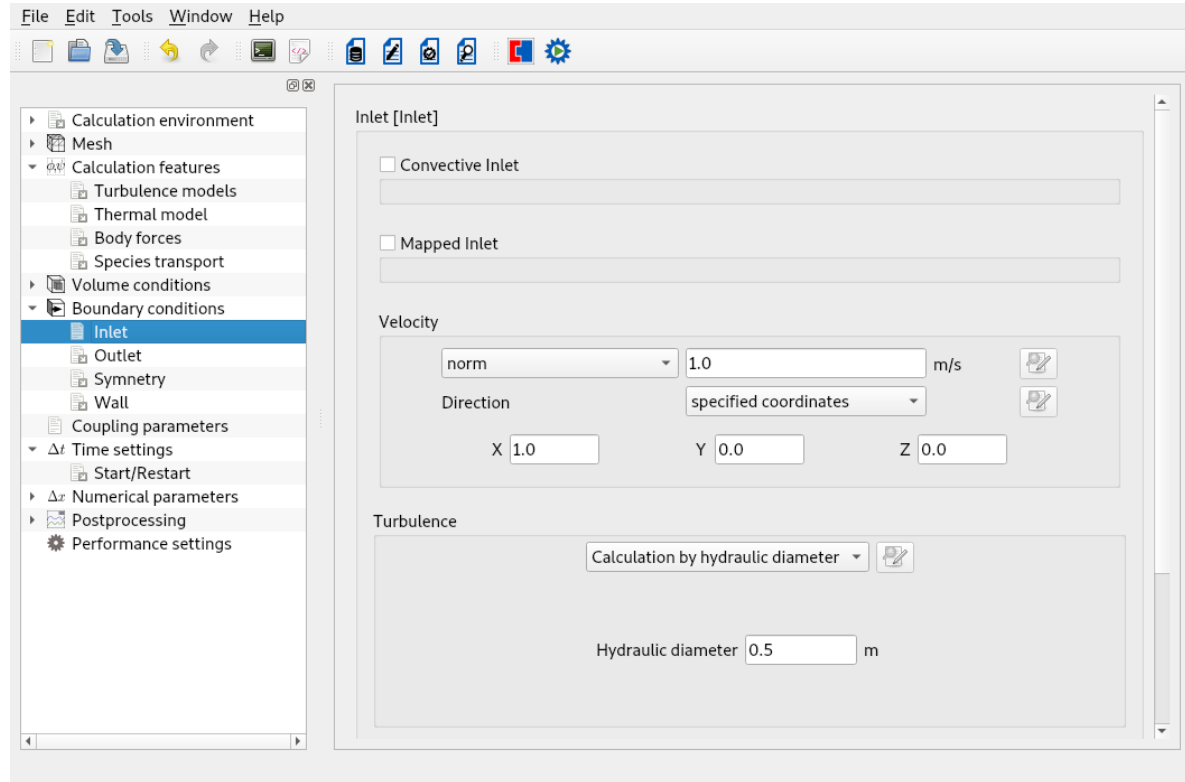 File Edit Tools Window Help
Calculation environment
Mesh
Calculation features
Turbulence models
Thermal model
Body forces
Species transport
Volume conditions
Boundary conditions
Inlet
Outlet
Symnetry
Wall
Coupling parameters
Δt Time settings
Start/Restart
Δx Numerical parameters
Postprocessing
Performance settings
Inlet [Inlet]
Convective Inlet
Mapped Inlet
Velocity
norm 1.0 m/s
Direction specified coordinates
X 1.0 Y 0.0 Z 0.0
Turbulence
Calculation by hydraulic diameter
Hydraulic diameter 0.5 m